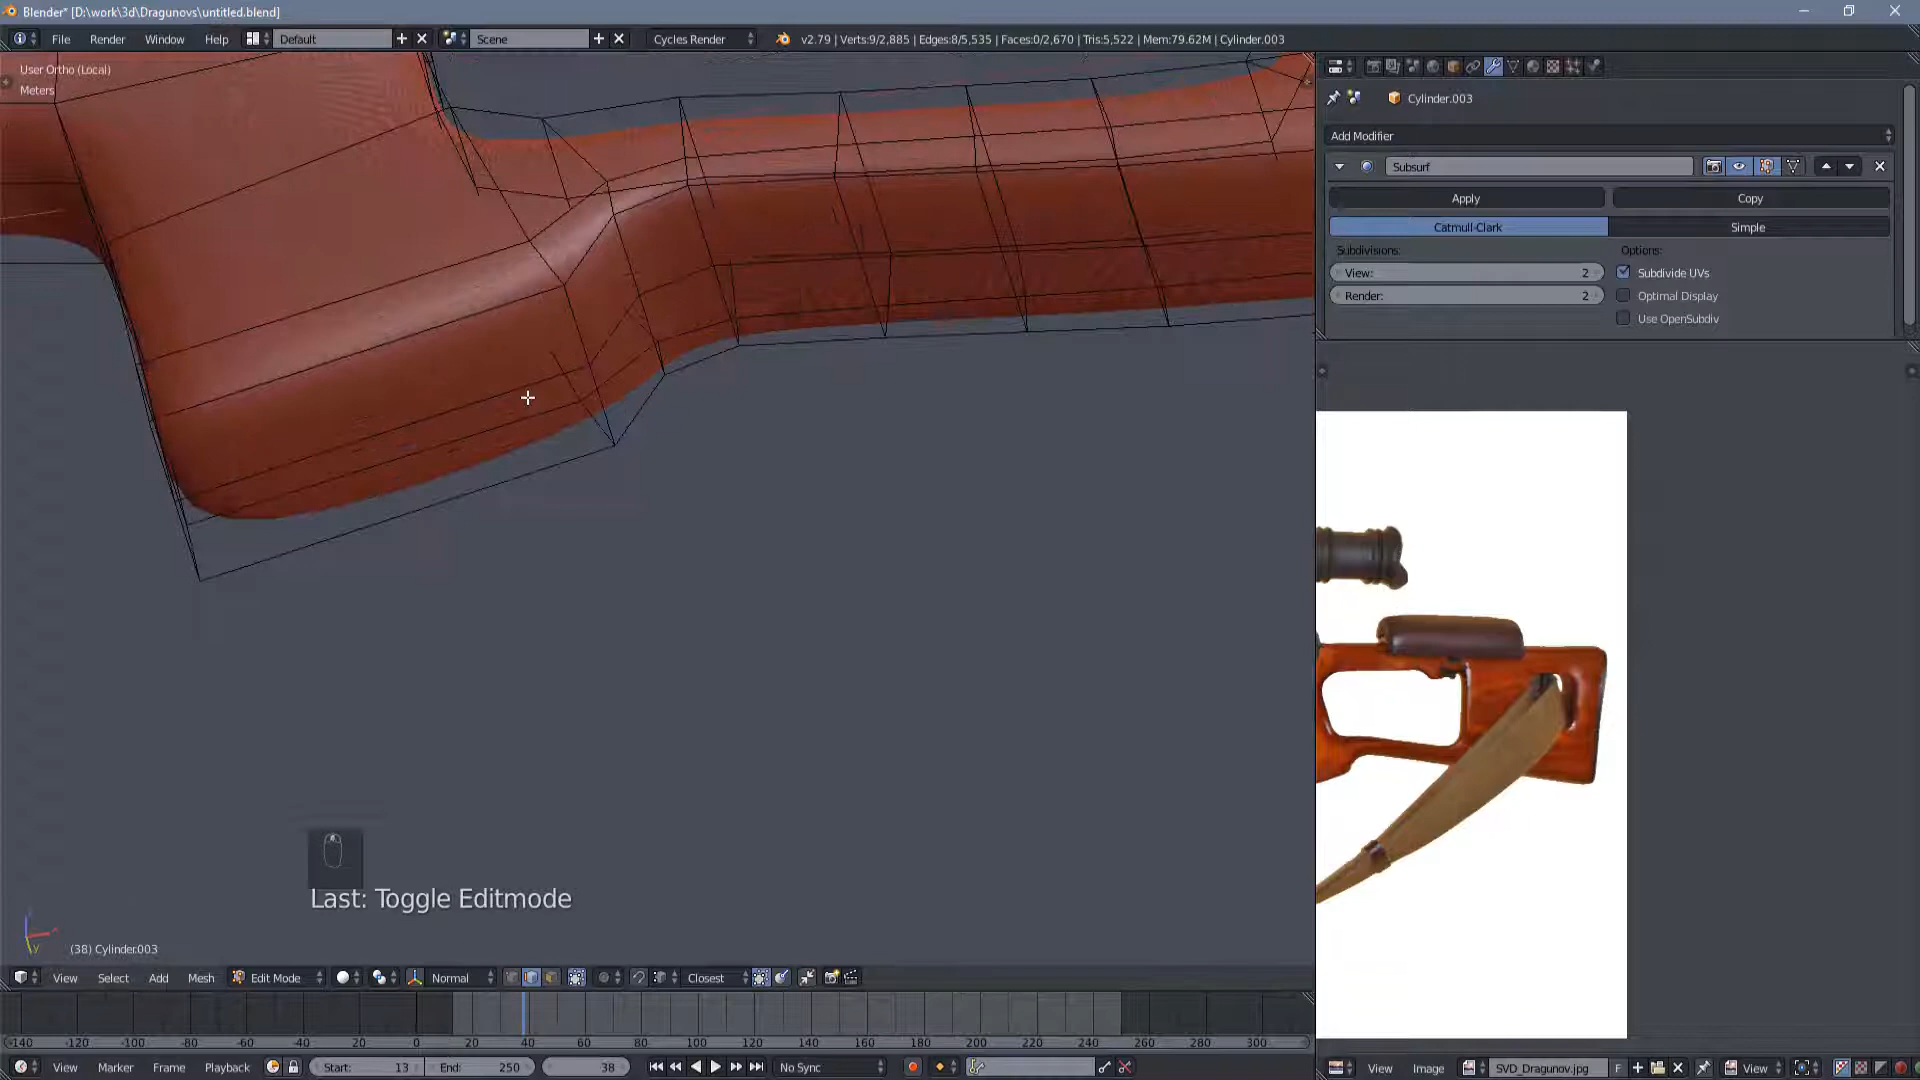 Blender* [D:\work\3d\Dragunovs\untitled.blend]
File Render Window Help Default Scene Cycles Render v2.79 | Verts:9/2,885 | Edges:8/5,535 | Faces:0/2,670 | Tris:5,522 | Mem:79.62M | Cylinder.003
User Ortho (Local)
Meters
Cylinder.003
Add Modifier
Subsurf
Apply Copy
Catmull-Clark Simple
Subdivisions: Options:
View: 2 Subdivide UVs
Render: 2 Optimal Display
Use OpenSubdiv
Last: Toggle Editmode
(38) Cylinder.003
View Select Add Mesh Edit Mode Normal Closest
-140 -120 -100 -80 -60 -40 -20 0 20 40 60 80 100 120 140 160 180 200 220 240 260 280 300
View Marker Frame Playback Start: 13 End: 250 38 No Sync
View Image SVD_Dragunov.jpg F View